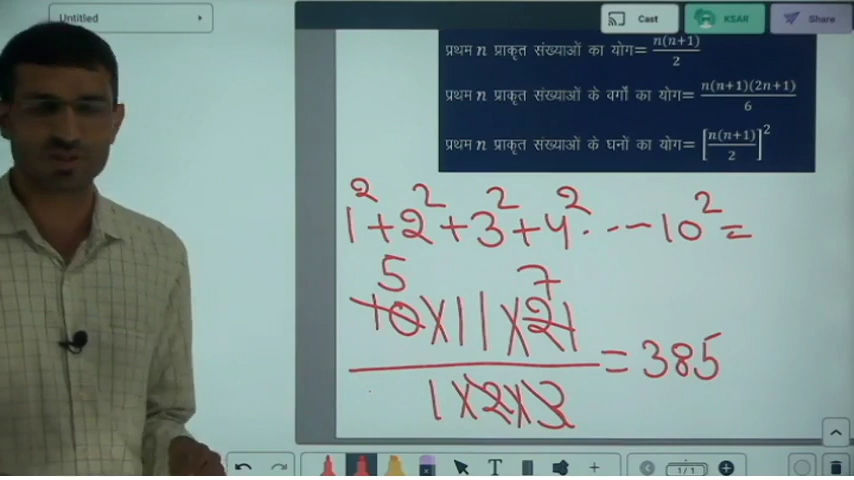 Untitled
Cast KSAR Share
प्रथम n प्राकृत संख्याओं का योग= n(n+1)/2
प्रथम n प्राकृत संख्याओं के वर्गों का योग= n(n+1)(2n+1)/6
प्रथम n प्राकृत संख्याओं के घनों का योग= [n(n+1)/2]²
1²+2²+3²+4²...--10²=
5 7
10×11×21
= 385
1×2×3
T
1/1